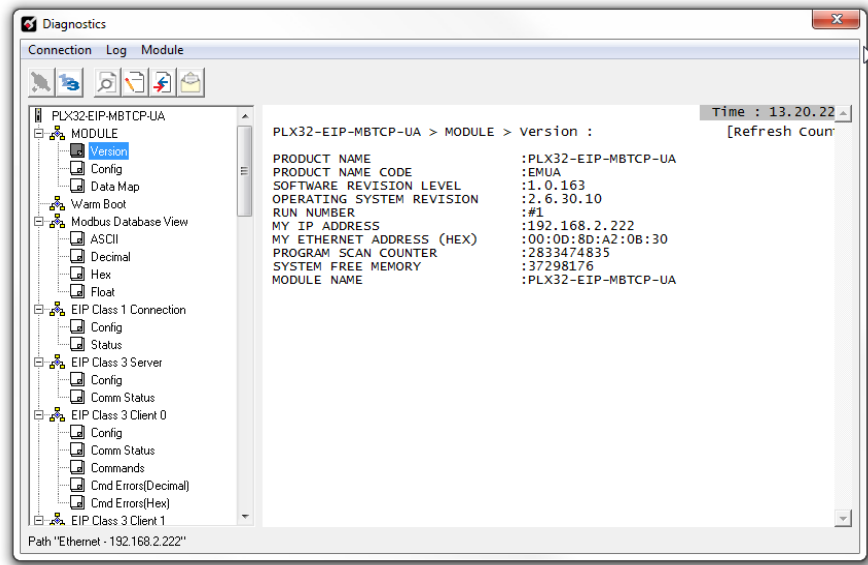 Diagnostics
Connection Log Module
PLX32-EIP-MBTCP-UA
MODULE
Version
Config
Data Map
Warm Boot
Modbus Database View
ASCII
Decimal
Hex
Float
EIP Class 1 Connection
Config
Status
EIP Class 3 Server
Config
Comm Status
EIP Class 3 Client 0
Config
Comm Status
Commands
Cmd Errors(Decimal)
Cmd Errors(Hex)
EIP Class 3 Client 1
Time : 13.20.22
PLX32-EIP-MBTCP-UA > MODULE > Version : [Refresh Coun
PRODUCT NAME :PLX32-EIP-MBTCP-UA
PRODUCT NAME CODE :EMUA
SOFTWARE REVISION LEVEL :1.0.163
OPERATING SYSTEM REVISION :2.6.30.10
RUN NUMBER :#1
MY IP ADDRESS :192.168.2.222
MY ETHERNET ADDRESS (HEX) :00:0D:8D:A2:0B:30
PROGRAM SCAN COUNTER :2833474835
SYSTEM FREE MEMORY :37298176
MODULE NAME :PLX32-EIP-MBTCP-UA
Path "Ethernet - 192.168.2.222"